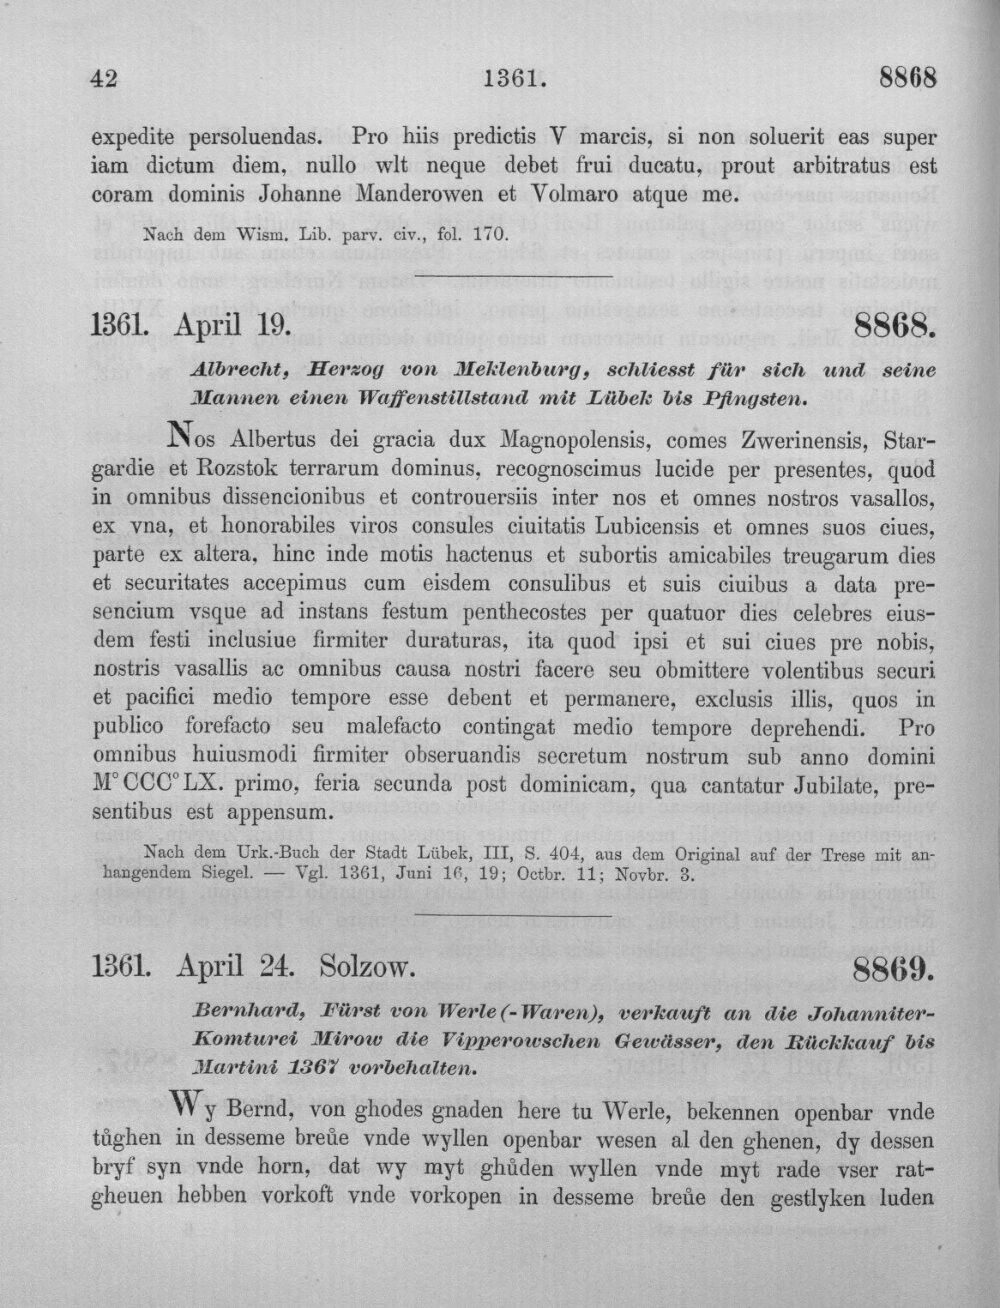 42 1361. 8868
expedite persoluendas. Pro hiis predictis V marcis, si non soluerit eas super
iam dictum diem, nullo wlt neque debet frui ducatu, prout arbitratus est
coram dominis Johanne Manderowen et Volmaro atque me.
Nach dem Wism. Lib. parv. civ., fol. 170.
1361. April 19. 8868.
Albrecht, Herzog von Meklenburg, schliesst für sich und seine
Mannen einen Waffenstillstand mit Lübek bis Pfingsten.
Nos Albertus dei gracia dux Magnopolensis, comes Zwerinensis, Star-
gardie et Rozstok terrarum dominus, recognoscimus lucide per presentes, quod
in omnibus dissencionibus et controuersiis inter nos et omnes nostros vasallos,
ex vna, et honorabiles viros consules ciuitatis Lubicensis et omnes suos ciues,
parte ex altera, hinc inde motis hactenus et subortis amicabiles treugarum dies
et securitates accepimus cum eisdem consulibus et suis ciuibus a data pre-
sencium vsque ad instans festum penthecostes per quatuor dies celebres eius-
dem festi inclusiue firmiter duraturas, ita quod ipsi et sui ciues pre nobis,
nostris vasallis ac omnibus causa nostri facere seu obmittere volentibus securi
et pacifici medio tempore esse debent et permanere, exclusis illis, quos in
publico forefacto seu malefacto contingat medio tempore deprehendi. Pro
omnibus huiusmodi firmiter obseruandis secretum nostrum sub anno domini
M° CCC° LX. primo, feria secunda post dominicam, qua cantatur Jubilate, pre-
sentibus est appensum.
Nach dem Urk.-Buch der Stadt Lübek, III, S. 404, aus dem Original auf der Trese mit an-
hangendem Siegel. — Vgl. 1361, Juni 16, 19; Octbr. 11; Novbr. 3.
1361. April 24. Solzow. 8869.
Bernhard, Fürst von Werle (-Waren), verkauft an die Johanniter-
Komturei Mirow die Vipperowschen Gewässer, den Rückkauf bis
Martini 1367 vorbehalten.
Wy Bernd, von ghodes gnaden here tu Werle, bekennen openbar vnde
tůghen in desseme breůe vnde wyllen openbar wesen al den ghenen, dy dessen
bryf syn vnde horn, dat wy myt ghůden wyllen vnde myt rade vser rat-
gheuen hebben vorkoft vnde vorkopen in desseme breůe den gestlyken luden